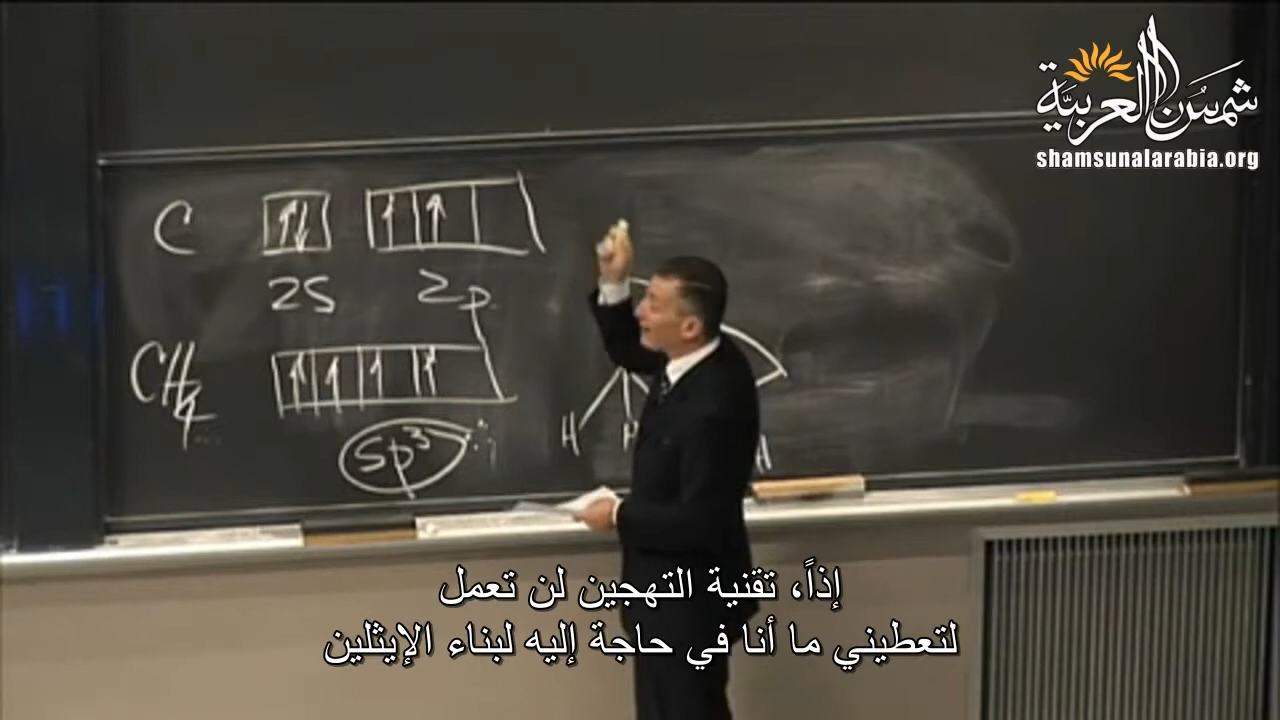 شمس العربية
shamsunalarabia.org
C
2S 2p
CH4
sp3
H H H
إذاً، تقنية التهجين لن تعمل
لتعطيني ما أنا في حاجة إليه لبناء الإيثلين